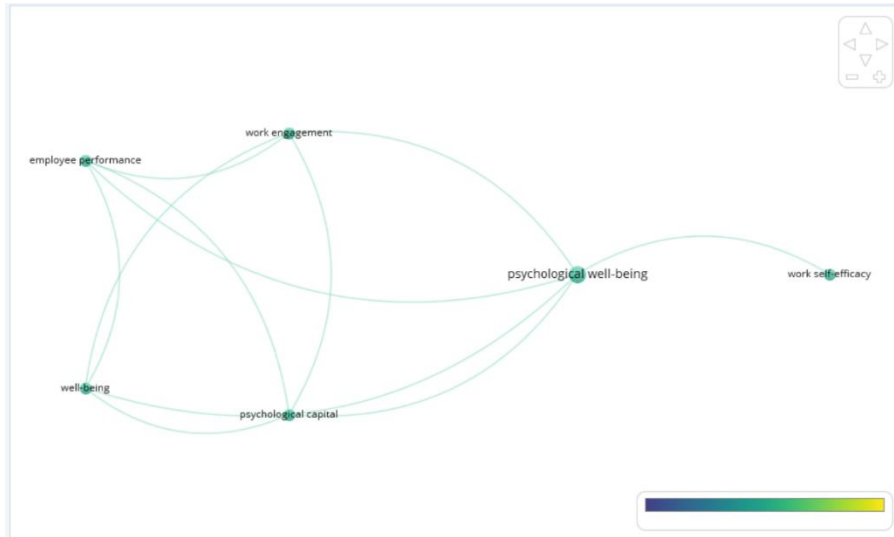 work engagement
employee performance
psychological well-being
work self-efficacy
well-being
psychological capital